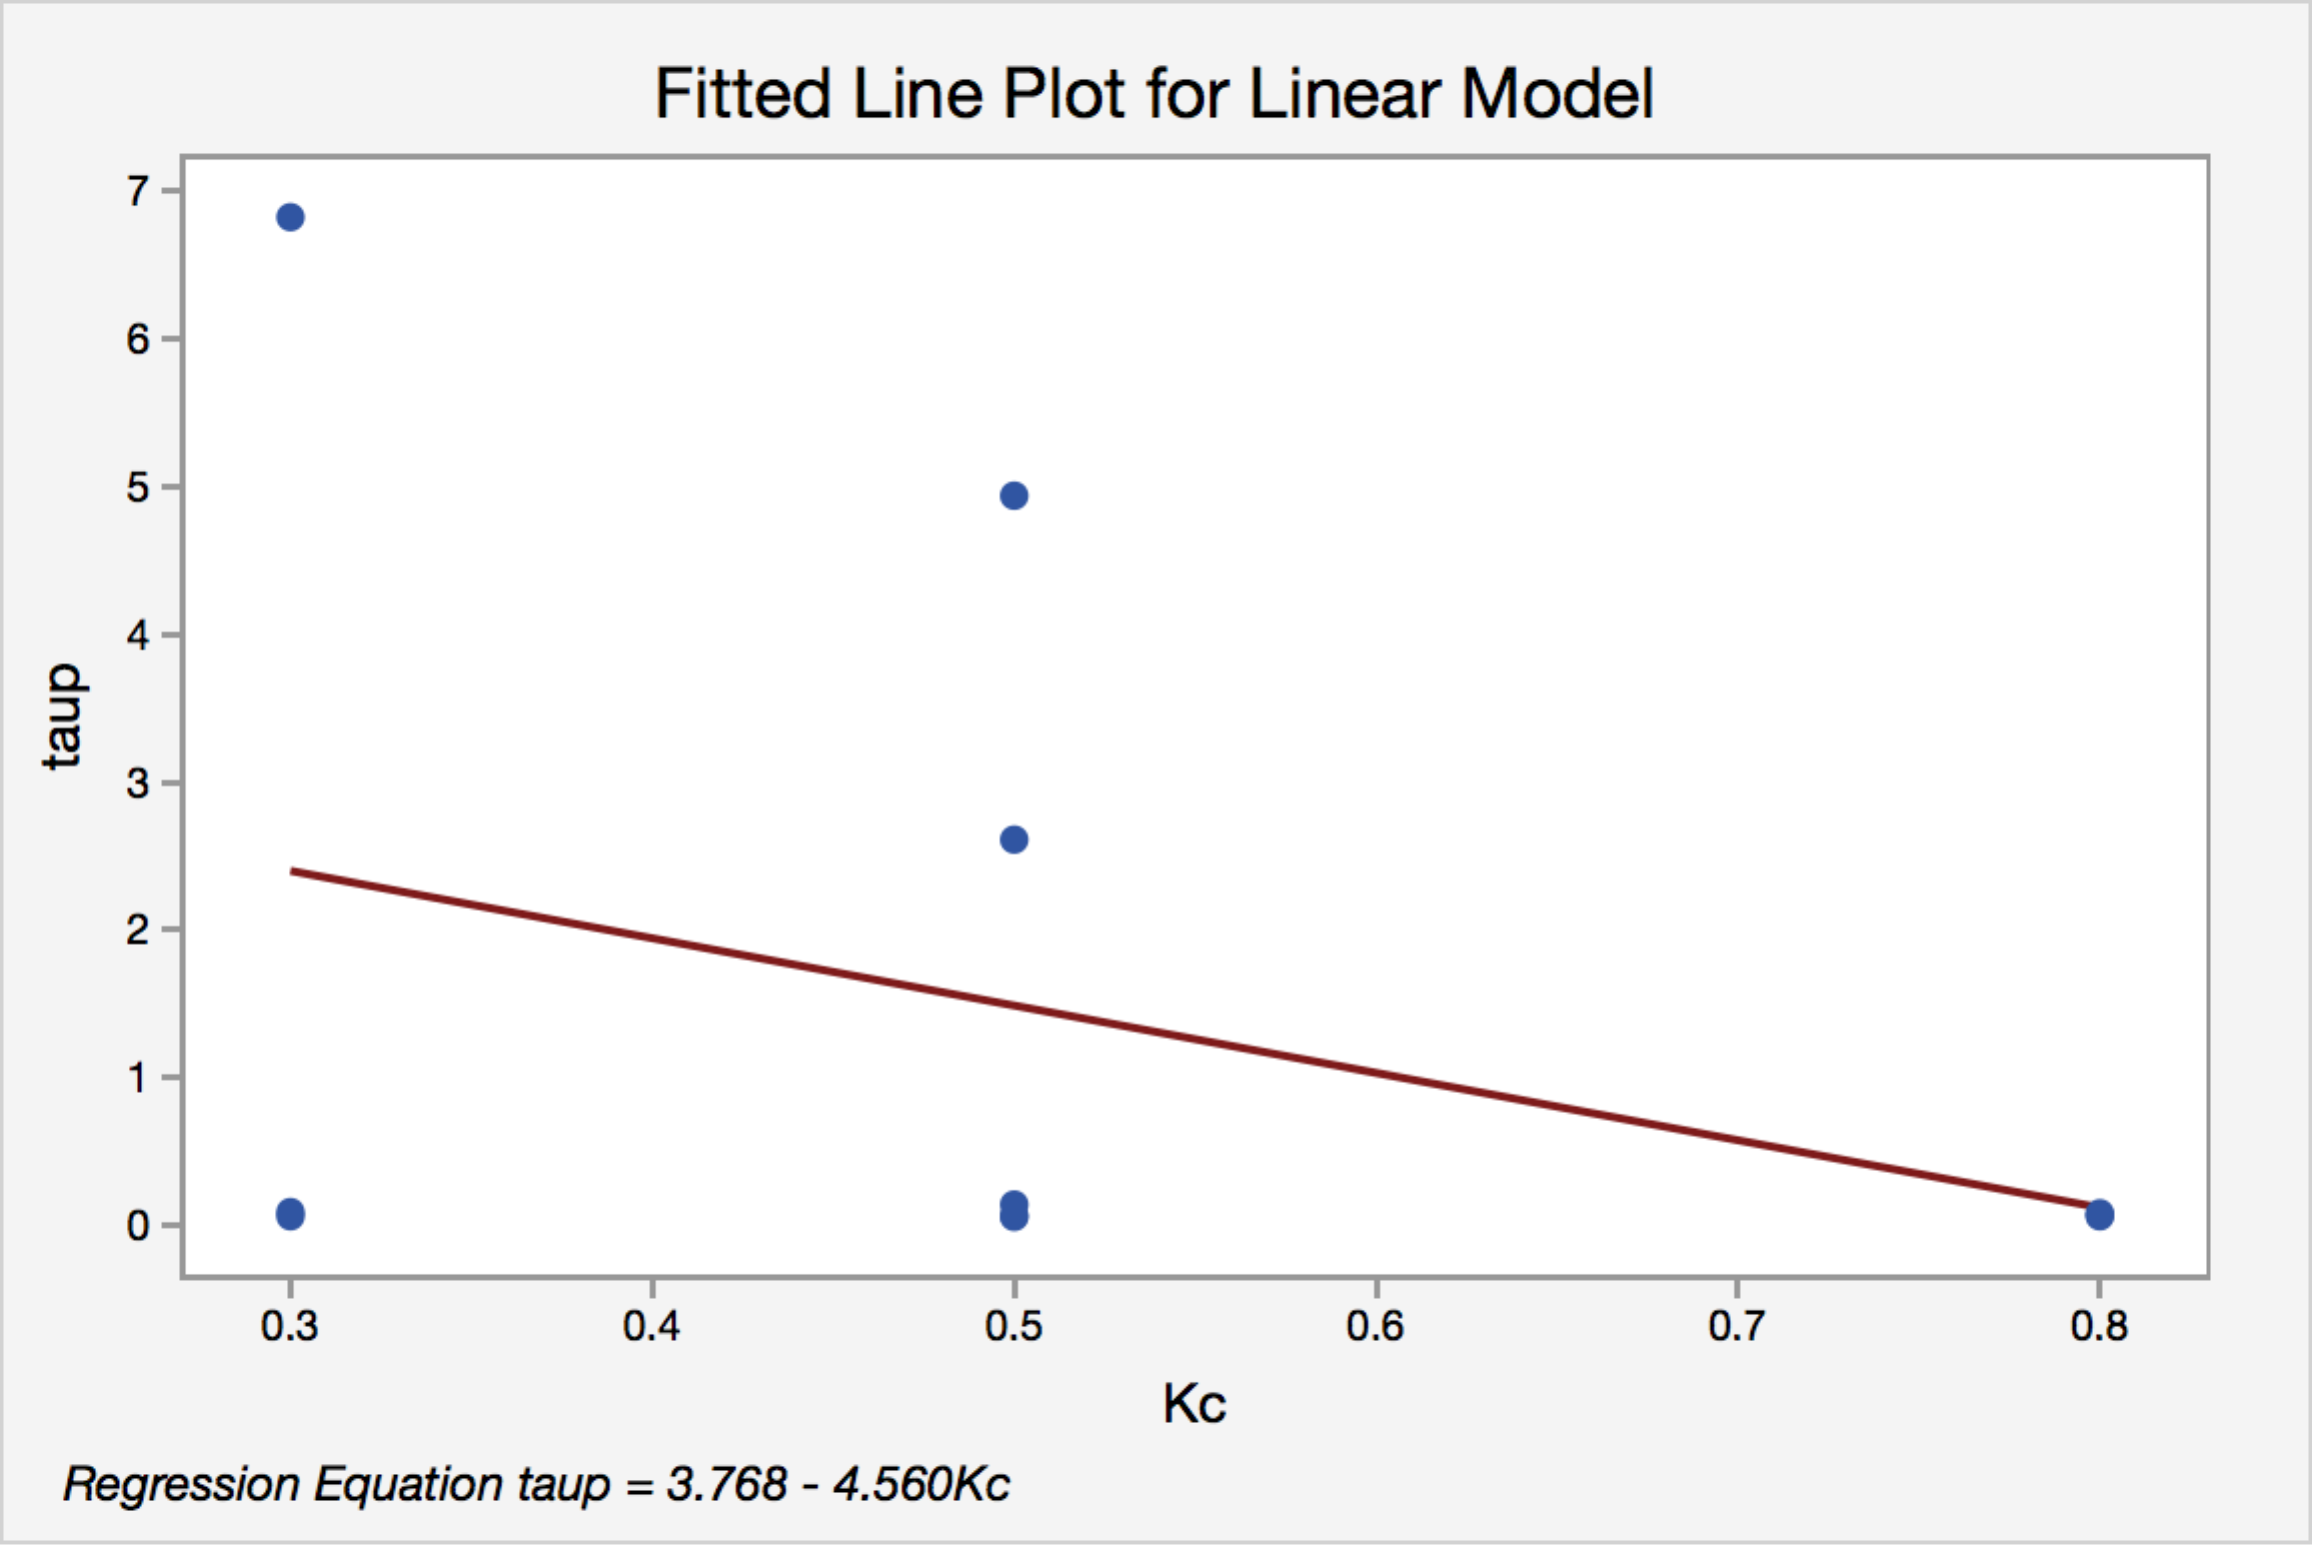 Fitted Line Plot for Linear Model
7
6
5
4
3
2
1
0
taup
0.3 0.4 0.5 0.6 0.7 0.8
Kc
Regression Equation taup = 3.768 - 4.560Kc